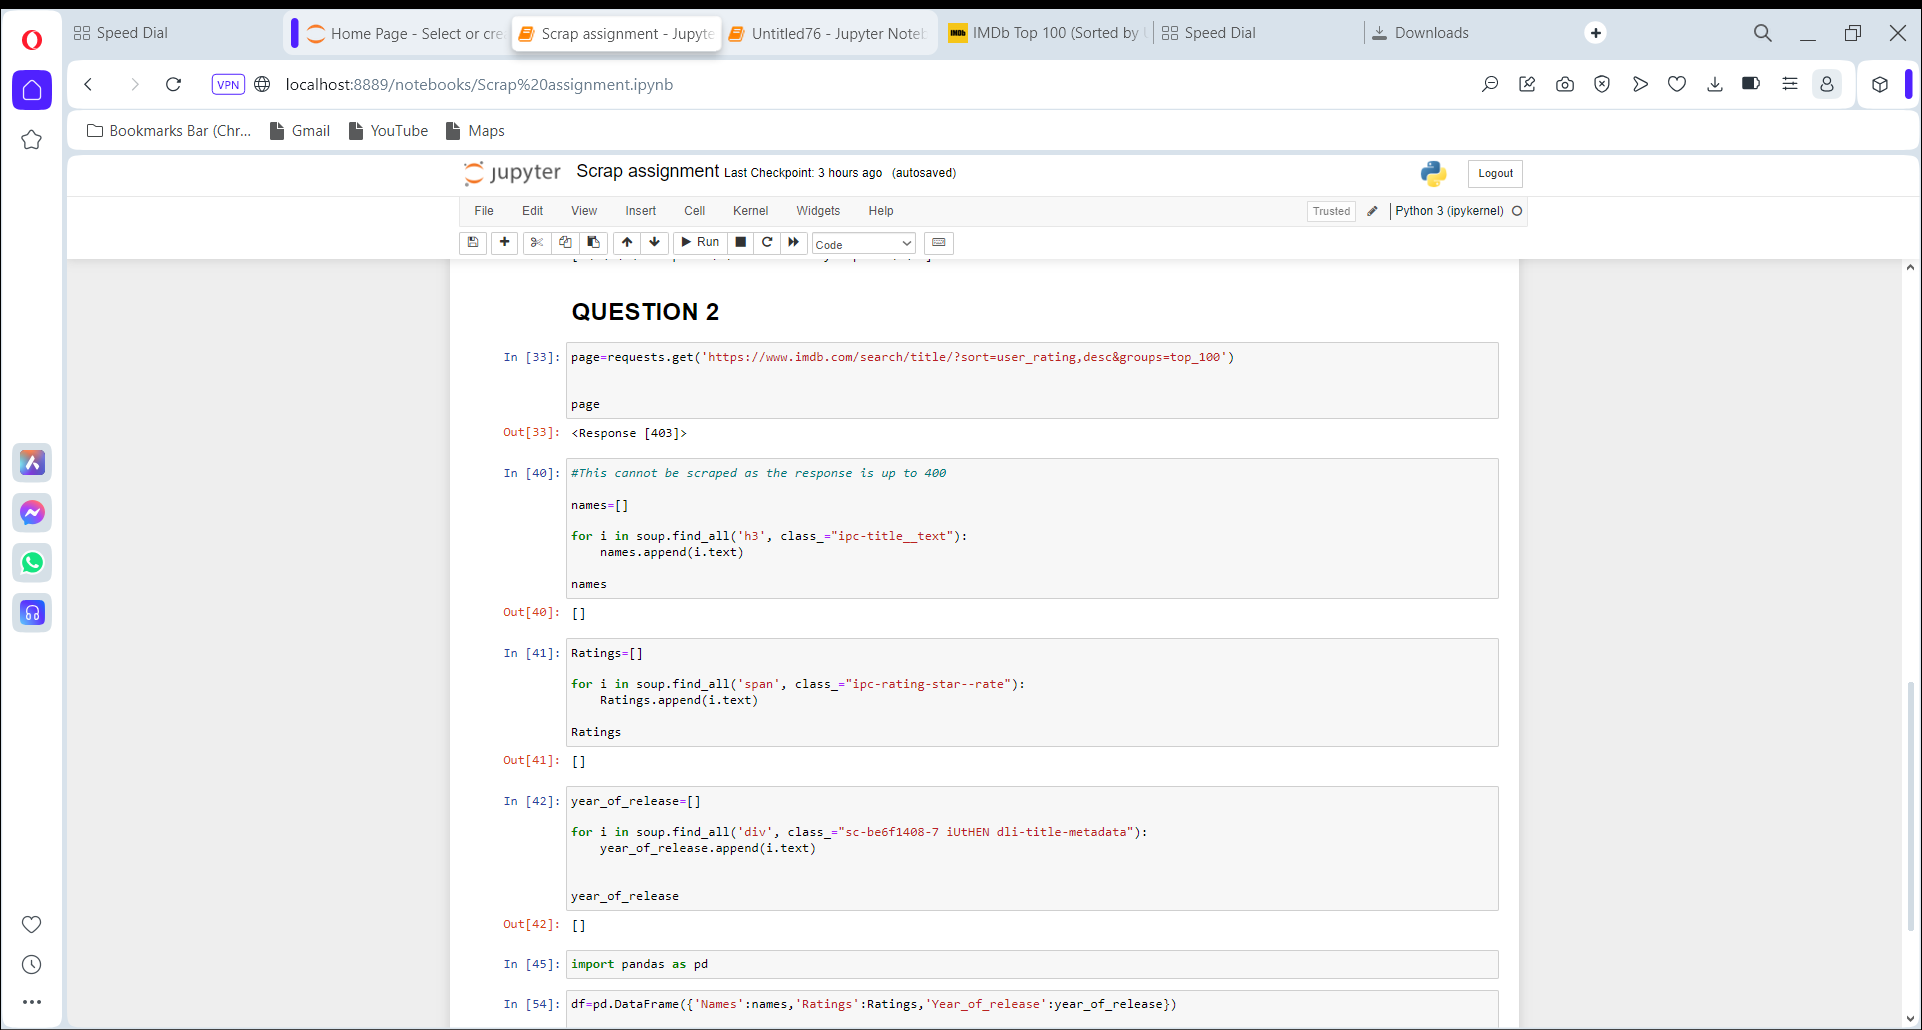 Speed Dial
Home Page - Select or cre
Scrap assignment - Jupyte
Untitled76 - Jupyter Noteb
IMDb IMDb Top 100 (Sorted by
Speed Dial
Downloads
VPN localhost:8889/notebooks/Scrap%20assignment.ipynb
Bookmarks Bar (Chr... Gmail YouTube Maps
jupyter Scrap assignment Last Checkpoint: 3 hours ago (autosaved)
Logout
File Edit View Insert Cell Kernel Widgets Help
Trusted Python 3 (ipykernel)
Run Code
QUESTION 2
In [33]: page=requests.get('https://www.imdb.com/search/title/?sort=user_rating,desc&groups=top_100')
page
Out[33]: <Response [403]>
In [40]: #This cannot be scraped as the response is up to 400
names=[]
for i in soup.find_all('h3', class_="ipc-title__text"):
    names.append(i.text)
names
Out[40]: []
In [41]: Ratings=[]
for i in soup.find_all('span', class_="ipc-rating-star--rate"):
    Ratings.append(i.text)
Ratings
Out[41]: []
In [42]: year_of_release=[]
for i in soup.find_all('div', class_="sc-be6f1408-7 iUtHEN dli-title-metadata"):
    year_of_release.append(i.text)
year_of_release
Out[42]: []
In [45]: import pandas as pd
In [54]: df=pd.DataFrame({'Names':names,'Ratings':Ratings,'Year_of_release':year_of_release})